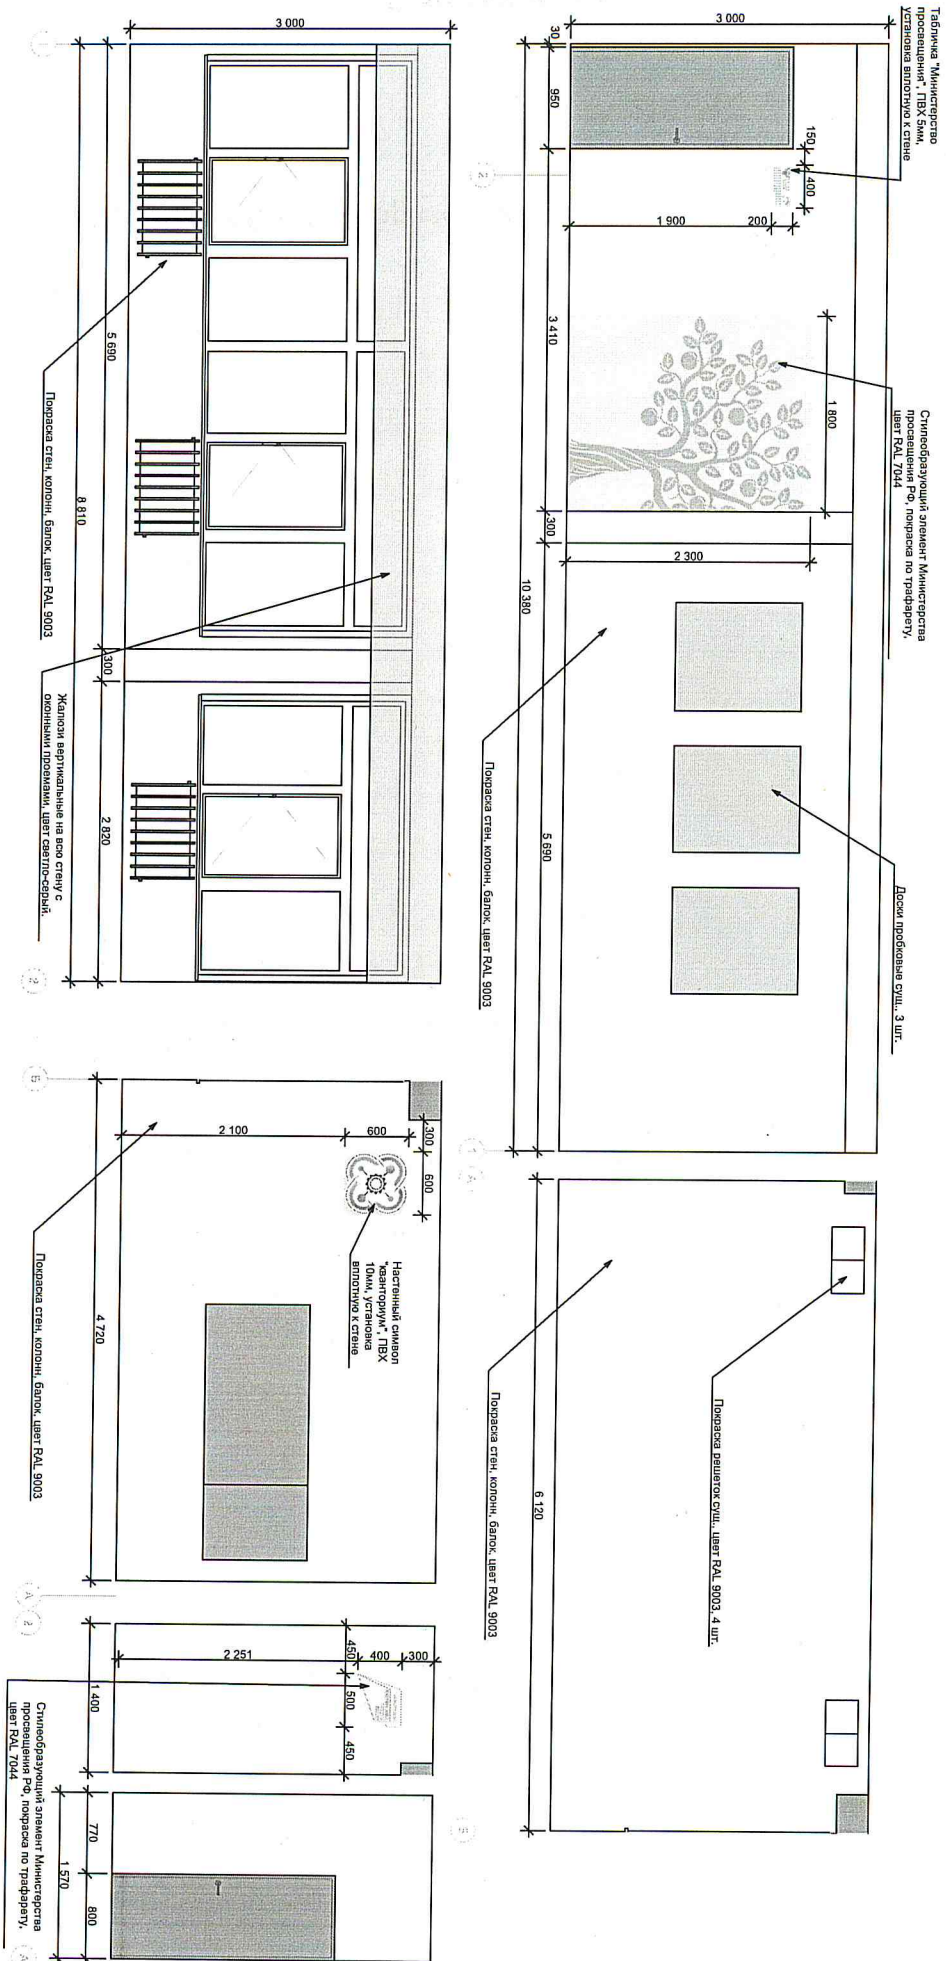 Табличка "Министерство
просвещения", ПВХ 5мм,
установка вплотную к стене
Стилеобразующий элемент Министерства
просвещения РФ, покраска по трафарету,
цвет RAL 7044
Доски пробковые сущ., 3 шт.
3 000
30
950
150
400
1 900
200
2
3 410
1 800
300
2 300
10 380
5 690
Покраска стен, колонн, балок, цвет RAL 9003
1
А
Покраска решеток сущ., цвет RAL 9003, 4 шт.
Покраска стен, колонн, балок, цвет RAL 9003
6 120
Б
3 000
1
5 690
8 810
300
2 820
2
Покраска стен, колонн, балок, цвет RAL 9003
Жалюзи вертикальные на всю стену с
оконными проемами, цвет светло-серый.
Б
2 100
600
300
600
Настенный символ
"кванториум", ПВХ
10мм, установка
вплотную к стене
Покраска стен, колонн, балок, цвет RAL 9003
4 720
А
2
2 251
400
300
450
500
450
1 400
Стилеобразующий элемент Министерства
просвещения РФ, покраска по трафарету,
цвет RAL 7044
770
800
1 570
А